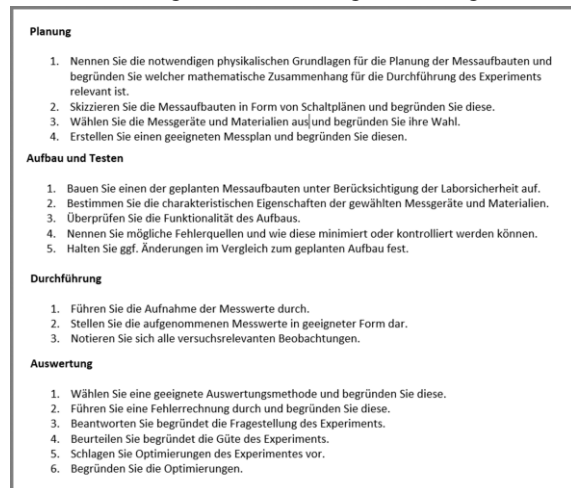 Planung
1. Nennen Sie die notwendigen physikalischen Grundlagen für die Planung der Messaufbauten und
begründen Sie welcher mathematische Zusammenhang für die Durchführung des Experiments
relevant ist.
2. Skizzieren Sie die Messaufbauten in Form von Schaltplänen und begründen Sie diese.
3. Wählen Sie die Messgeräte und Materialien aus und begründen Sie ihre Wahl.
4. Erstellen Sie einen geeigneten Messplan und begründen Sie diesen.
Aufbau und Testen
1. Bauen Sie einen der geplanten Messaufbauten unter Berücksichtigung der Laborsicherheit auf.
2. Bestimmen Sie die charakteristischen Eigenschaften der gewählten Messgeräte und Materialien.
3. Überprüfen Sie die Funktionalität des Aufbaus.
4. Nennen Sie mögliche Fehlerquellen und wie diese minimiert oder kontrolliert werden können.
5. Halten Sie ggf. Änderungen im Vergleich zum geplanten Aufbau fest.
Durchführung
1. Führen Sie die Aufnahme der Messwerte durch.
2. Stellen Sie die aufgenommenen Messwerte in geeigneter Form dar.
3. Notieren Sie sich alle versuchsrelevanten Beobachtungen.
Auswertung
1. Wählen Sie eine geeignete Auswertungsmethode und begründen Sie diese.
2. Führen Sie eine Fehlerrechnung durch und begründen Sie diese.
3. Beantworten Sie begründet die Fragestellung des Experiments.
4. Beurteilen Sie begründet die Güte des Experiments.
5. Schlagen Sie Optimierungen des Experimentes vor.
6. Begründen Sie die Optimierungen.